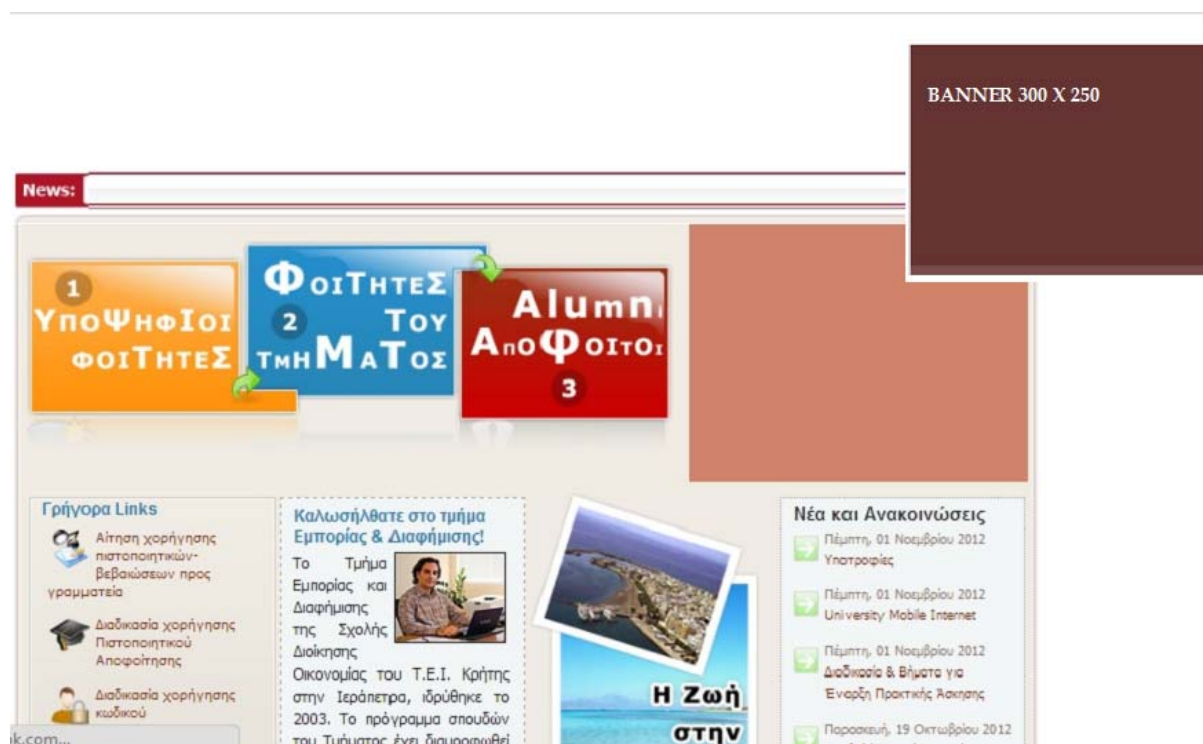 BANNER 300 X 250
News:
1
ΥποΨηφΙοι
φοιΤητεΣ
ΦοιΤητεΣ
2 Του
τμηΜαΤος
Alumni
ΑποΦοιτοι
3
Γρήγορα Links
Αίτηση χορήγησης
πιστοποιητικών-
βεβαιώσεων προς
γραμματεία
Διαδικασία χορήγησης
Πιστοποιητικού
Αποφοίτησης
Διαδικασία χορήγησης
κωδικού
k.com...
Καλωσήλθατε στο τμήμα
Εμπορίας & Διαφήμισης!
Το Τμήμα
Εμπορίας και
Διαφήμισης
της Σχολής
Διοίκησης
Οικονομίας του Τ.Ε.Ι. Κρήτης
στην Ιεράπετρα, ιδρύθηκε το
2003. Το πρόγραμμα σπουδών
του Τμήματος έχει διαμορφωθεί
Η Ζωή
στην
Νέα και Ανακοινώσεις
Πέμπτη, 01 Νοεμβρίου 2012
Υποτροφίες
Πέμπτη, 01 Νοεμβρίου 2012
University Mobile Internet
Πέμπτη, 01 Νοεμβρίου 2012
Διαδικασία & Βήματα για
Έναρξη Πρακτικής Άσκησης
Παρασκευή, 19 Οκτωβρίου 2012